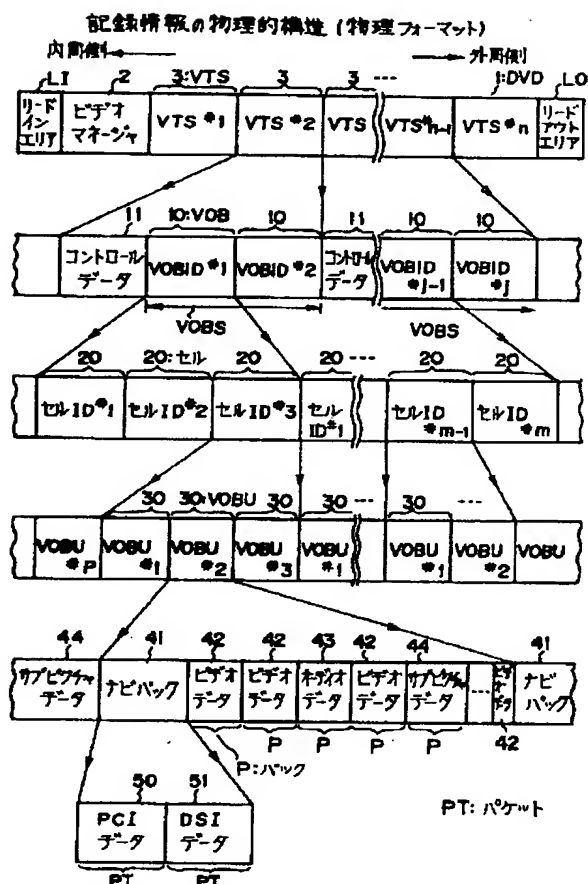 記録情報の物理的構造 (物理フォーマット)
内周側 外周側
LI 2 3:VTS 3 3 ... 1:DVD LO
リードインエリア ビデオマネージャ VTS #1 VTS #2 VTS VTS#n-1 VTS #n リードアウトエリア
11 10:VOB 10 11 10 10
コントロールデータ VOBID #1 VOBID #2 コントロールデータ VOBID #j-1 VOBID #j
VOBS VOBS
20 20:セル 20 20 ... 20 20
セルID#1 セルID#2 セルID#3 セルID#1 セルID #m-1 セルID #m
30 30:VOBU 30 30 ... 30 ...
VOBU #P VOBU #1 VOBU #2 VOBU #3 VOBU #1 VOBU #1 VOBU #2 VOBU
44 41 42 42 43 42 44 41
サブピクチャデータ ナビパック ビデオデータ ビデオデータ オーディオデータ ビデオデータ サブピクチャデータ ... ビデオデータ ナビパック
P P P P 42
P:パック
50 51
PCIデータ DSIデータ
PT:パケット
PT PT